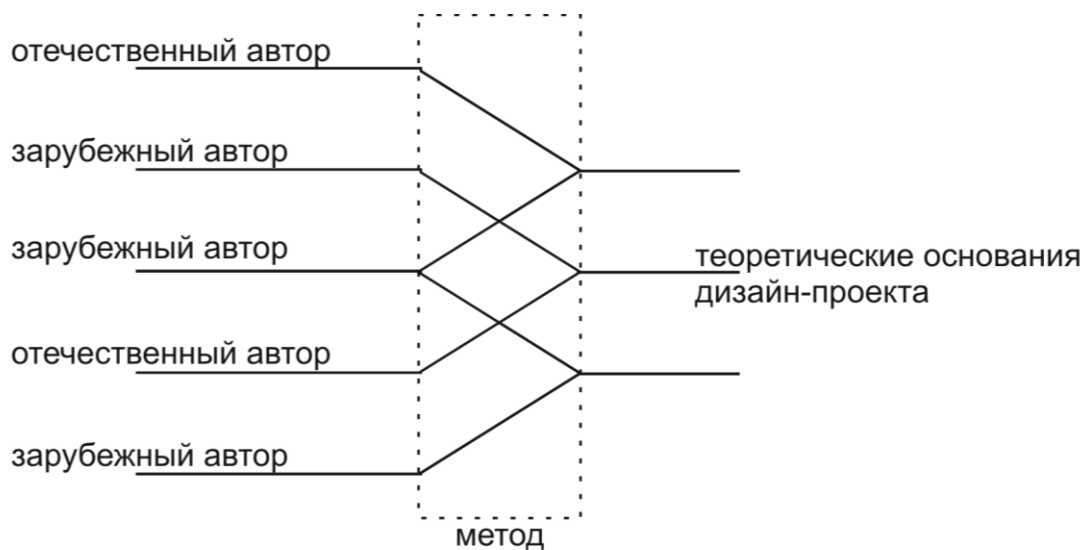 отечественный автор
зарубежный автор
зарубежный автор
теоретические основания
дизайн-проекта
отечественный автор
зарубежный автор
метод